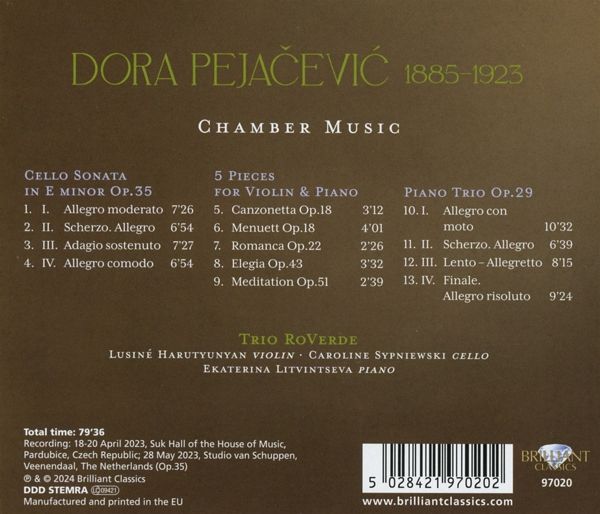 DORA PEJAČEVIĆ 1885-1923
CHAMBER MUSIC
CELLO SONATA
IN E MINOR OP.35
1. I. Allegro moderato 7'26
2. II. Scherzo. Allegro 6'54
3. III. Adagio sostenuto 7'27
4. IV. Allegro comodo 6'54
5 PIECES
FOR VIOLIN & PIANO
5. Canzonetta Op.18 3'12
6. Menuett Op.18 4'01
7. Romanca Op.22 2'26
8. Elegia Op.43 3'32
9. Meditation Op.51 2'39
PIANO TRIO OP.29
10. I. Allegro con
moto 10'32
11. II. Scherzo. Allegro 6'39
12. III. Lento – Allegretto 8'15
13. IV. Finale.
Allegro risoluto 9'24
TRIO ROVERDE
LUSINÉ HARUTYUNYAN VIOLIN · CAROLINE SYPNIEWSKI CELLO
EKATERINA LITVINTSEVA PIANO
Total time: 79'36
Recording: 18-20 April 2023, Suk Hall of the House of Music,
Pardubice, Czech Republic; 28 May 2023, Studio van Schuppen,
Veenendaal, The Netherlands (Op.35)
℗ & © 2024 Brilliant Classics
DDD STEMRA LC 09421
Manufactured and printed in the EU
5 028421 970202
www.brilliantclassics.com
BRILLIANT
CLASSICS
97020